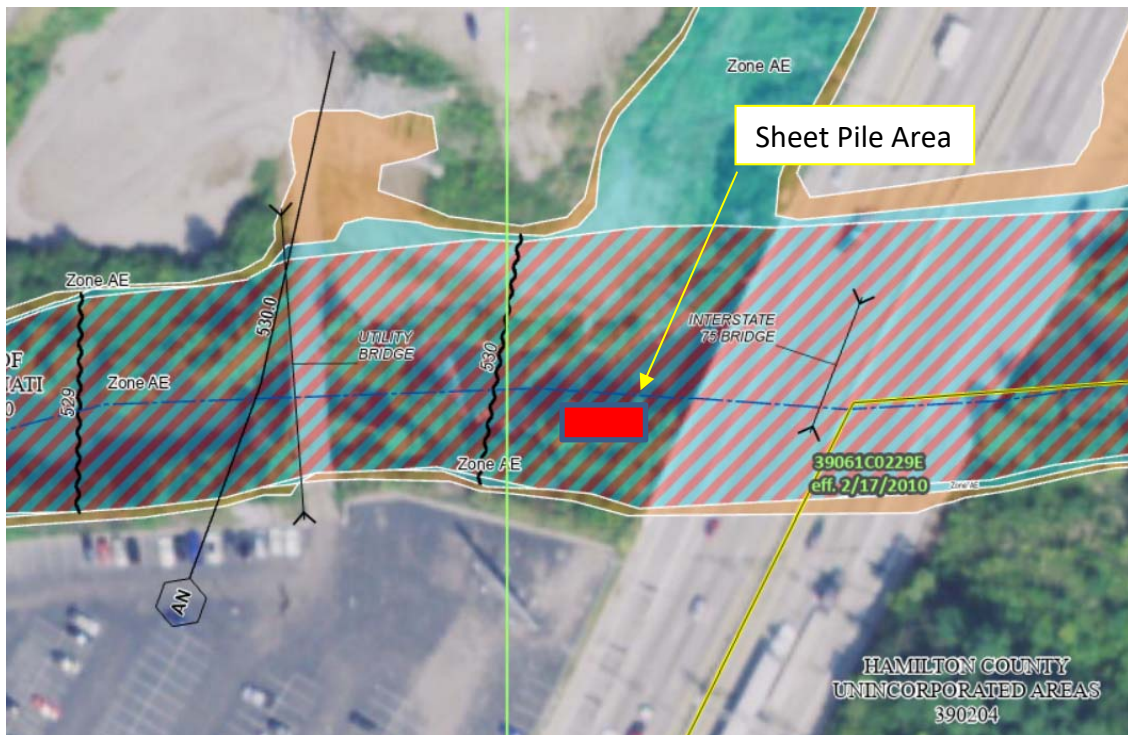 Zone AE
Sheet Pile Area
Zone AE
530.0
UTILITY
BRIDGE
530
INTERSTATE
75 BRIDGE
OF
NATI
0
Zone AE
529
Zone AE
39061C0229E
eff. 2/17/2010
Zone AE
AN
HAMILTON COUNTY
UNINCORPORATED AREAS
390204